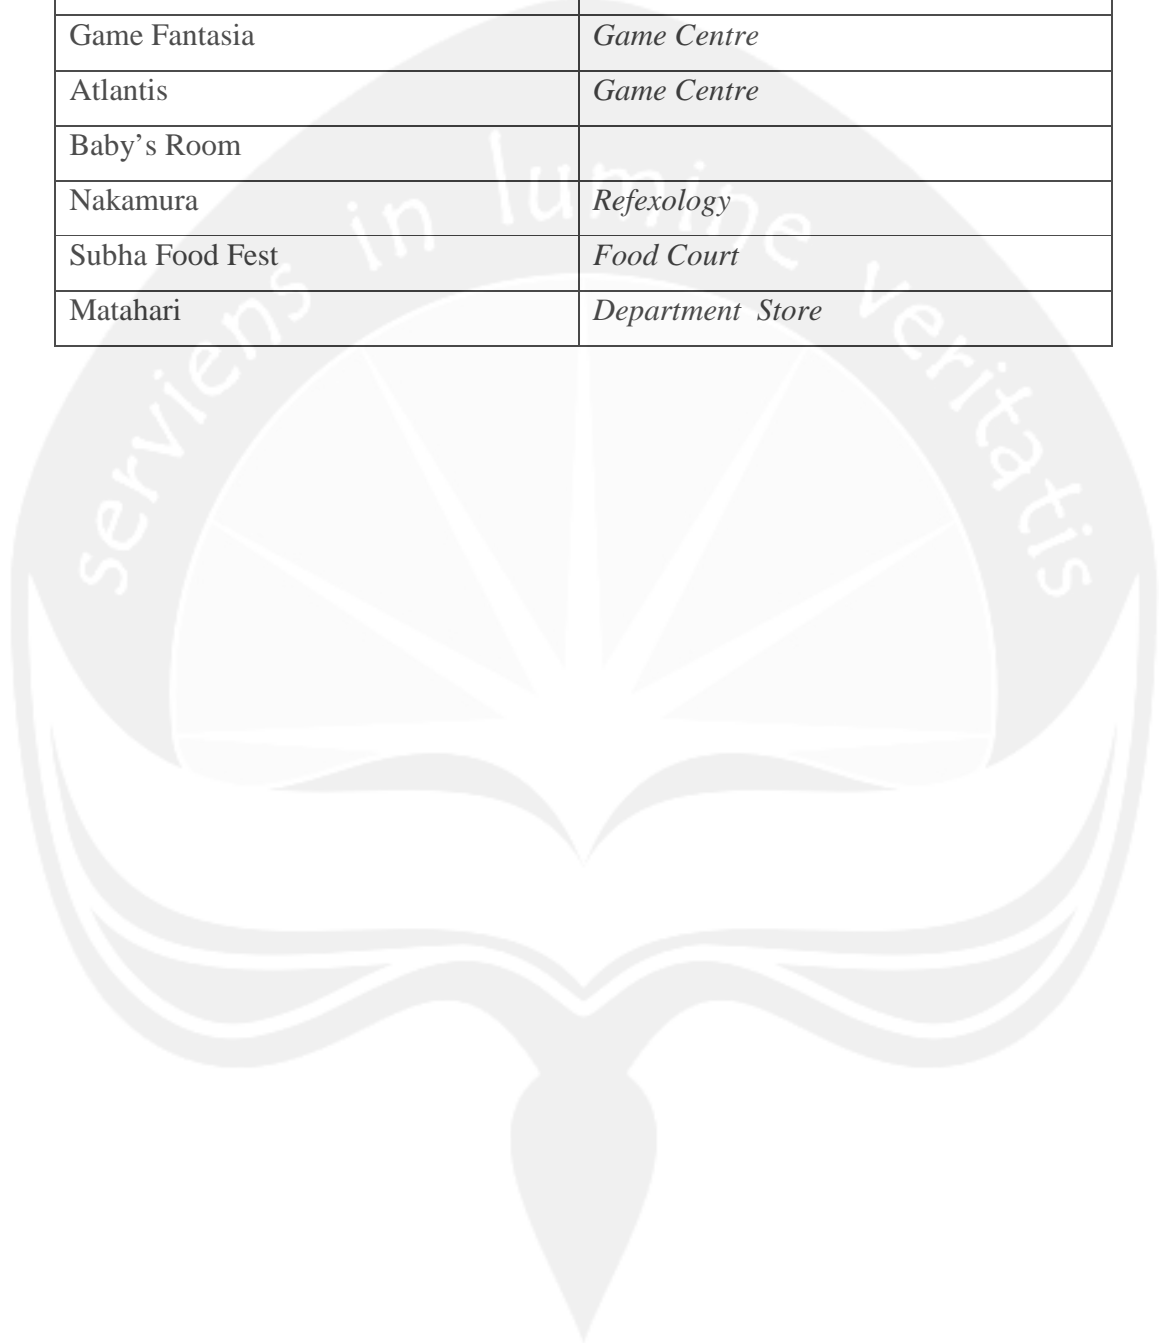 Game Fantasia Game Centre
Atlantis Game Centre
Baby's Room
Nakamura Refexology
Subha Food Fest Food Court
Matahari Department Store
serviens in lumine veritatis